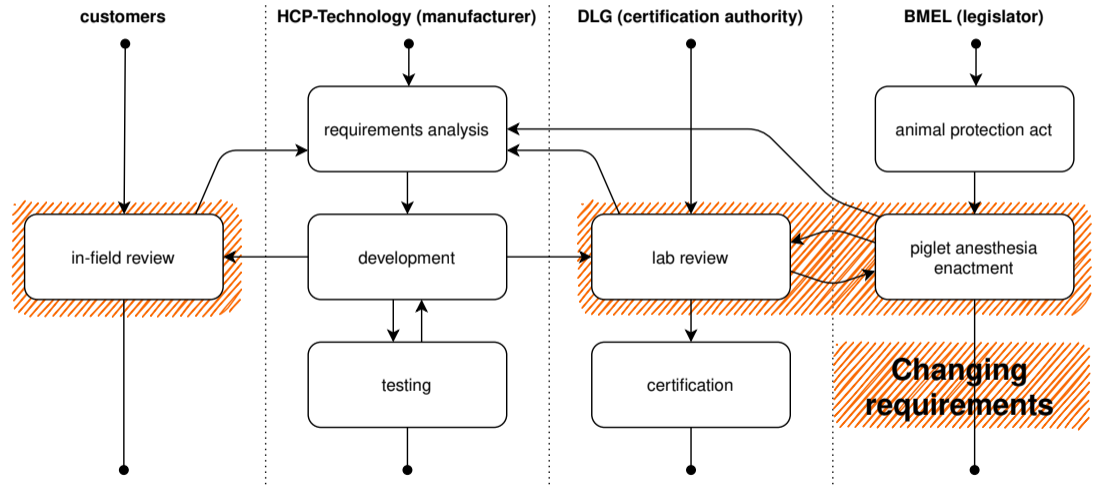 customers
HCP-Technology (manufacturer)
DLG (certification authority)
BMEL (legislator)
requirements analysis
animal protection act
in-field review
development
lab review
piglet anesthesia
enactment
testing
certification
Changing
requirements